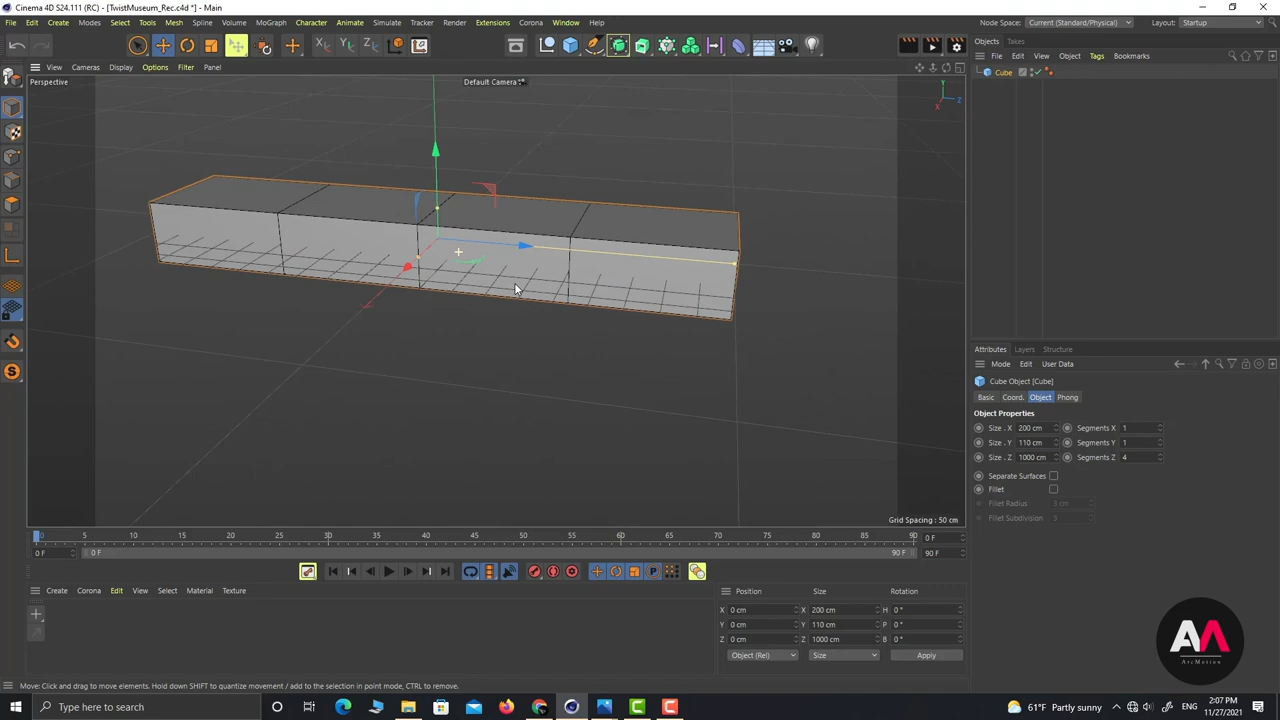 Cinema 4D S24.111 (RC) - [TwistMuseum_Rec.c4d *] - Main
File Edit Create Modes Select Spline Volume MoGraph Character Animate Simulate Tracker Render Extensions Corona Window Help
Node Space: Current (Standard/Physical) Layout: Startup
X Y Z
Objects Takes
View Cameras Display Options Filter Panel
File Edit View Object Tags Bookmarks
Perspective
Default Camera
Cube
Y
X Z
Attributes Layers Structure
Mode Edit User Data
Cube Object [Cube]
Basic Coord. Object Phong
Object Properties
Size . X 200 cm Segments X 1
Size . Y 110 cm Segments Y 1
Size . Z 1000 cm Segments Z 4
Separate Surfaces
Fillet
Fillet Radius 3 cm
Fillet Subdivision 3
Grid Spacing : 50 cm
0 5 10 15 20 25 30 35 40 45 50 55 60 65 70 75 80 85 90 0 F
0 F 0 F 90 F 90 F
Create Corona Edit View Select Material Texture
Position Size Rotation
X 0 cm X 200 cm H 0 °
Y 0 cm Y 110 cm P 0 °
Z 0 cm Z 1000 cm B 0 °
Object (Rel) Size Apply
AM
ArcMotion
Move: Click and drag to move elements. Hold down SHIFT to quantize movement / add to the selection in point mode, CTRL to remove.
Type here to search
61°F Partly sunny
ENG
2:07 PM
11/27/2021